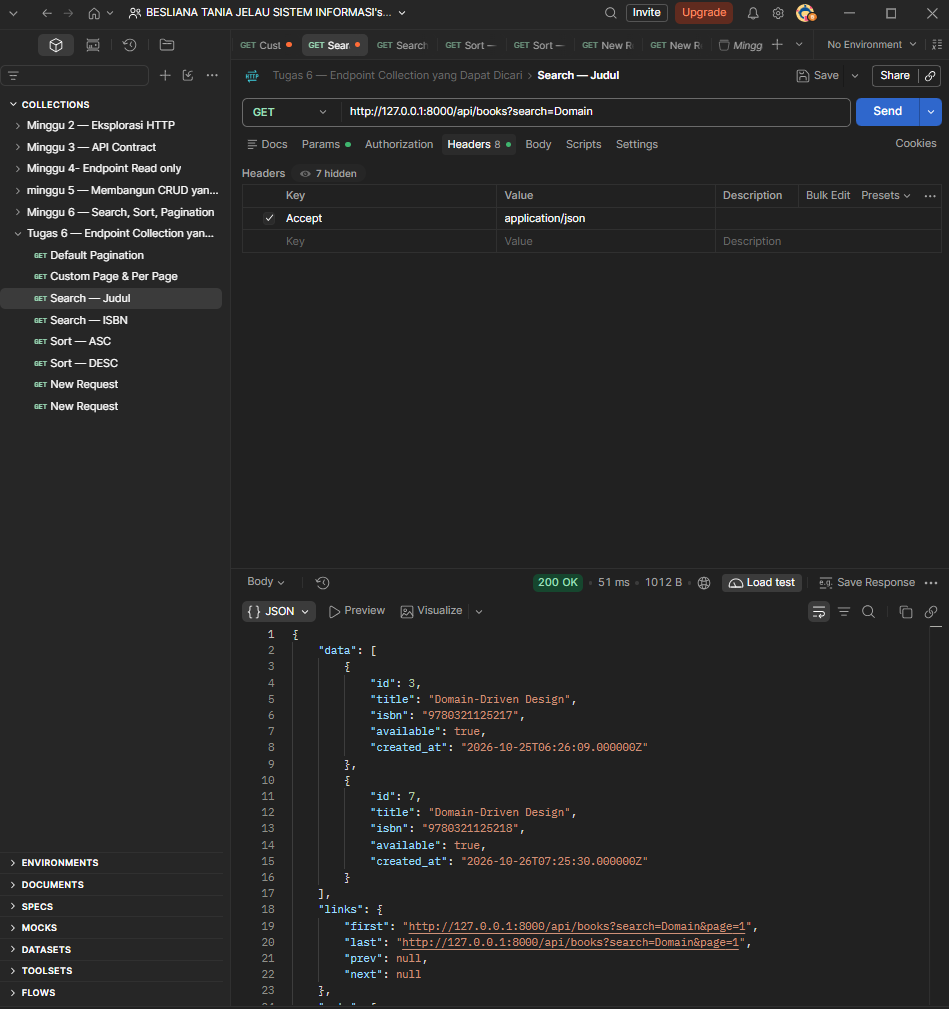 BESLIANA TANIA JELAU SISTEM INFORMASI's...
Invite
Upgrade
GET Cust
GET Sear
GET Search
GET Sort —
GET Sort —
GET New R
GET New R
Mingg
No Environment
COLLECTIONS
Minggu 2 — Eksplorasi HTTP
Minggu 3 — API Contract
Minggu 4- Endpoint Read only
minggu 5 — Membangun CRUD yan...
Minggu 6 — Search, Sort, Pagination
Tugas 6 — Endpoint Collection yan...
GET Default Pagination
GET Custom Page & Per Page
GET Search — Judul
GET Search — ISBN
GET Sort — ASC
GET Sort — DESC
GET New Request
GET New Request
ENVIRONMENTS
DOCUMENTS
SPECS
MOCKS
DATASETS
TOOLSETS
FLOWS
HTTP Tugas 6 — Endpoint Collection yang Dapat Dicari › Search — Judul
Save
Share
GET http://127.0.0.1:8000/api/books?search=Domain
Send
Docs Params Authorization Headers 8 Body Scripts Settings Cookies
Headers 7 hidden
Key Value Description Bulk Edit Presets
Accept application/json
Key Value Description
Body 200 OK 51 ms 1012 B Load test e.g. Save Response
{ } JSON Preview Visualize
1 {
2 "data": [
3 {
4 "id": 3,
5 "title": "Domain-Driven Design",
6 "isbn": "9780321125217",
7 "available": true,
8 "created_at": "2026-10-25T06:26:09.000000Z"
9 },
10 {
11 "id": 7,
12 "title": "Domain-Driven Design",
13 "isbn": "9780321125218",
14 "available": true,
15 "created_at": "2026-10-26T07:25:30.000000Z"
16 }
17 ],
18 "links": {
19 "first": "http://127.0.0.1:8000/api/books?search=Domain&page=1",
20 "last": "http://127.0.0.1:8000/api/books?search=Domain&page=1",
21 "prev": null,
22 "next": null
23 },